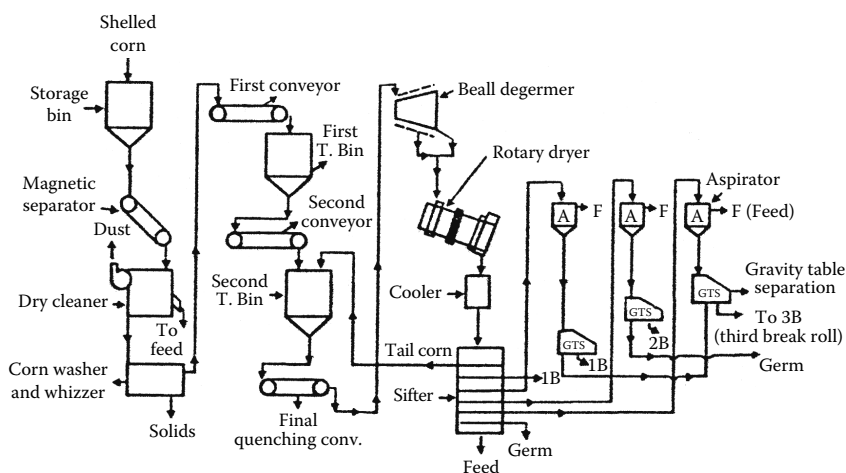 Shelled
corn
Storage
bin
Magnetic
separator
Dust
Dry cleaner
To
feed
Corn washer
and whizzer
Solids
First conveyor
First
T. Bin
Second
conveyor
Second
T. Bin
Final
quenching conv.
Beall degermer
Rotary dryer
Cooler
Tail corn
Sifter
1B
Feed
Germ
A
F
GTS
1B
A
F
GTS
2B
Aspirator
A
F (Feed)
GTS
Gravity table
separation
To 3B
(third break roll)
Germ